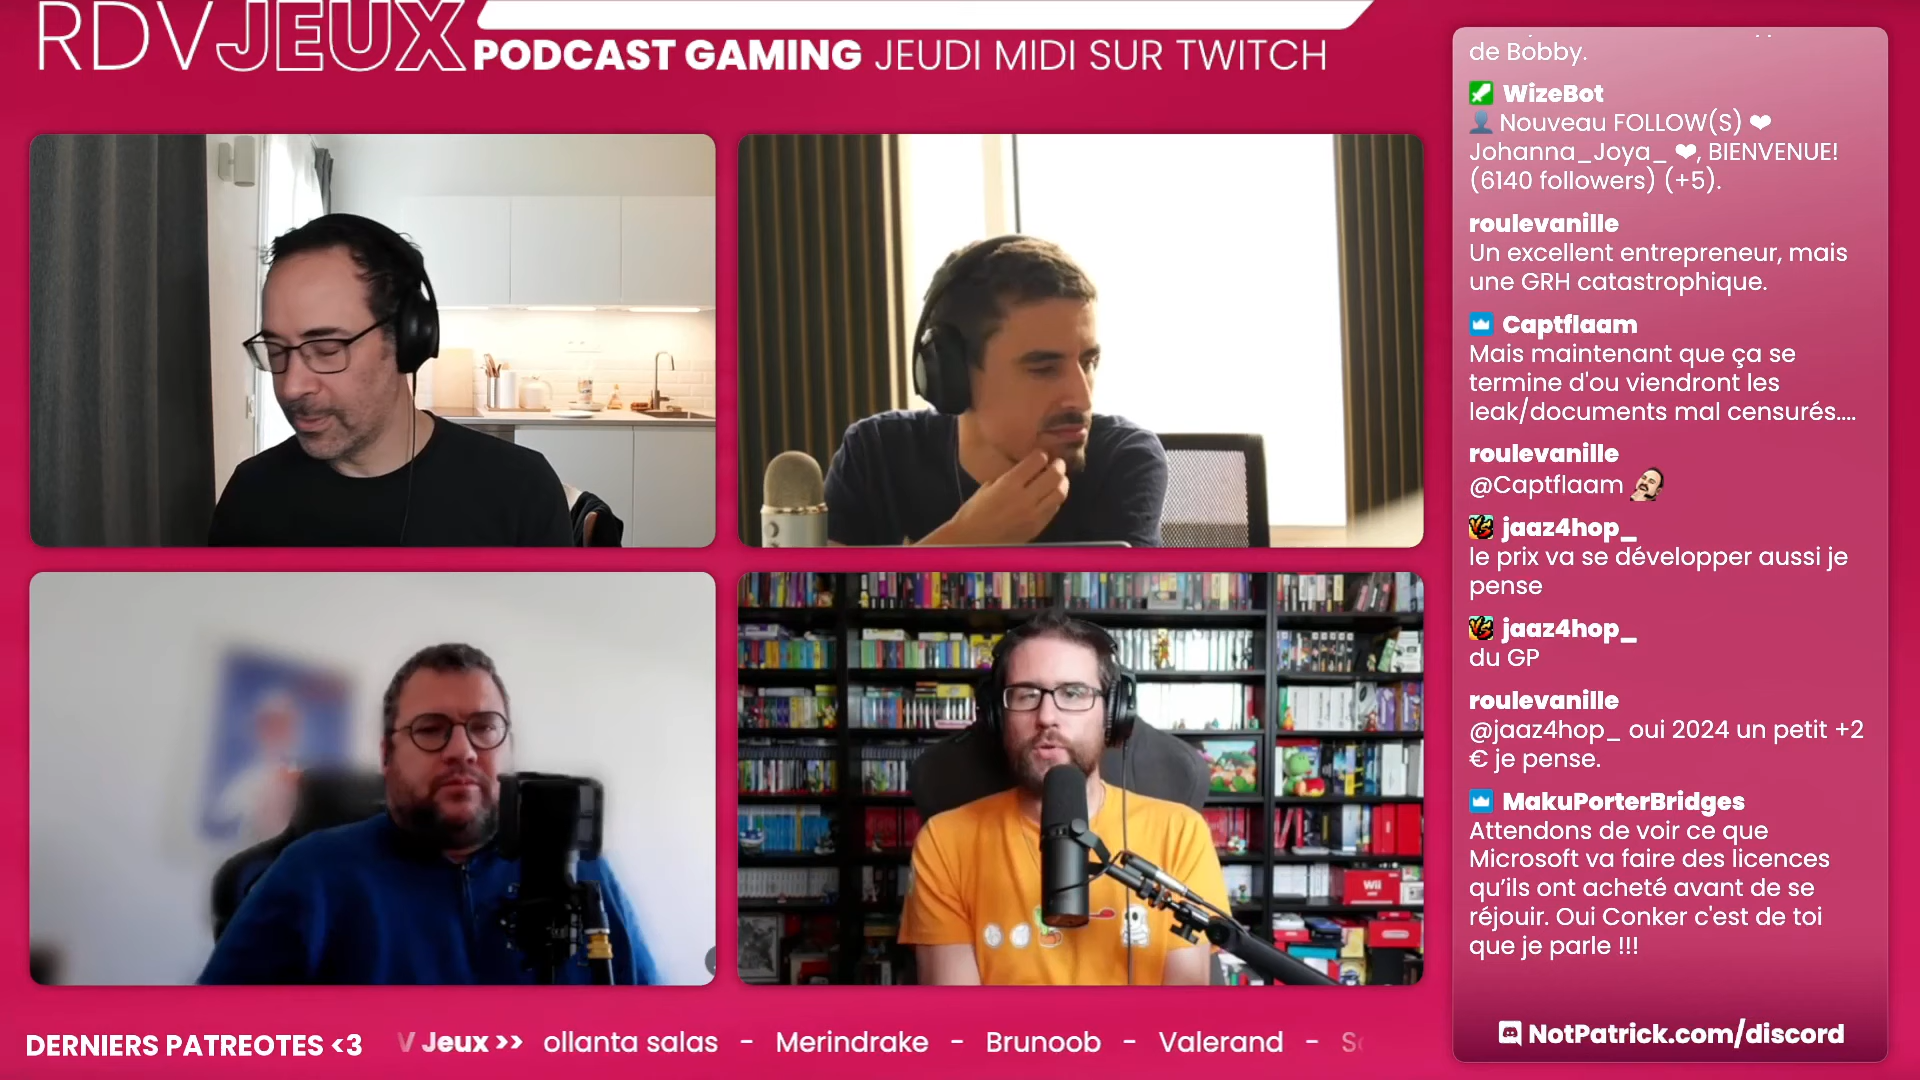 RDVJEUX
PODCAST GAMING JEUDI MIDI SUR TWITCH
de Bobby.
WizeBot
Nouveau FOLLOW(S) ❤
Johanna_Joya_ ❤, BIENVENUE!
(6140 followers) (+5).
roulevanille
Un excellent entrepreneur, mais
une GRH catastrophique.
Captflaam
Mais maintenant que ça se
termine d'ou viendront les
leak/documents mal censurés....
roulevanille
@Captflaam
VS jaaz4hop_
le prix va se développer aussi je
pense
VS jaaz4hop_
du GP
roulevanille
@jaaz4hop_ oui 2024 un petit +2
€ je pense.
MakuPorterBridges
Attendons de voir ce que
Microsoft va faire des licences
qu'ils ont acheté avant de se
réjouir. Oui Conker c'est de toi
que je parle !!!
NotPatrick.com/discord
Wii
DERNIERS PATREOTES <3
V Jeux >> ollanta salas - Merindrake - Brunoob - Valerand -